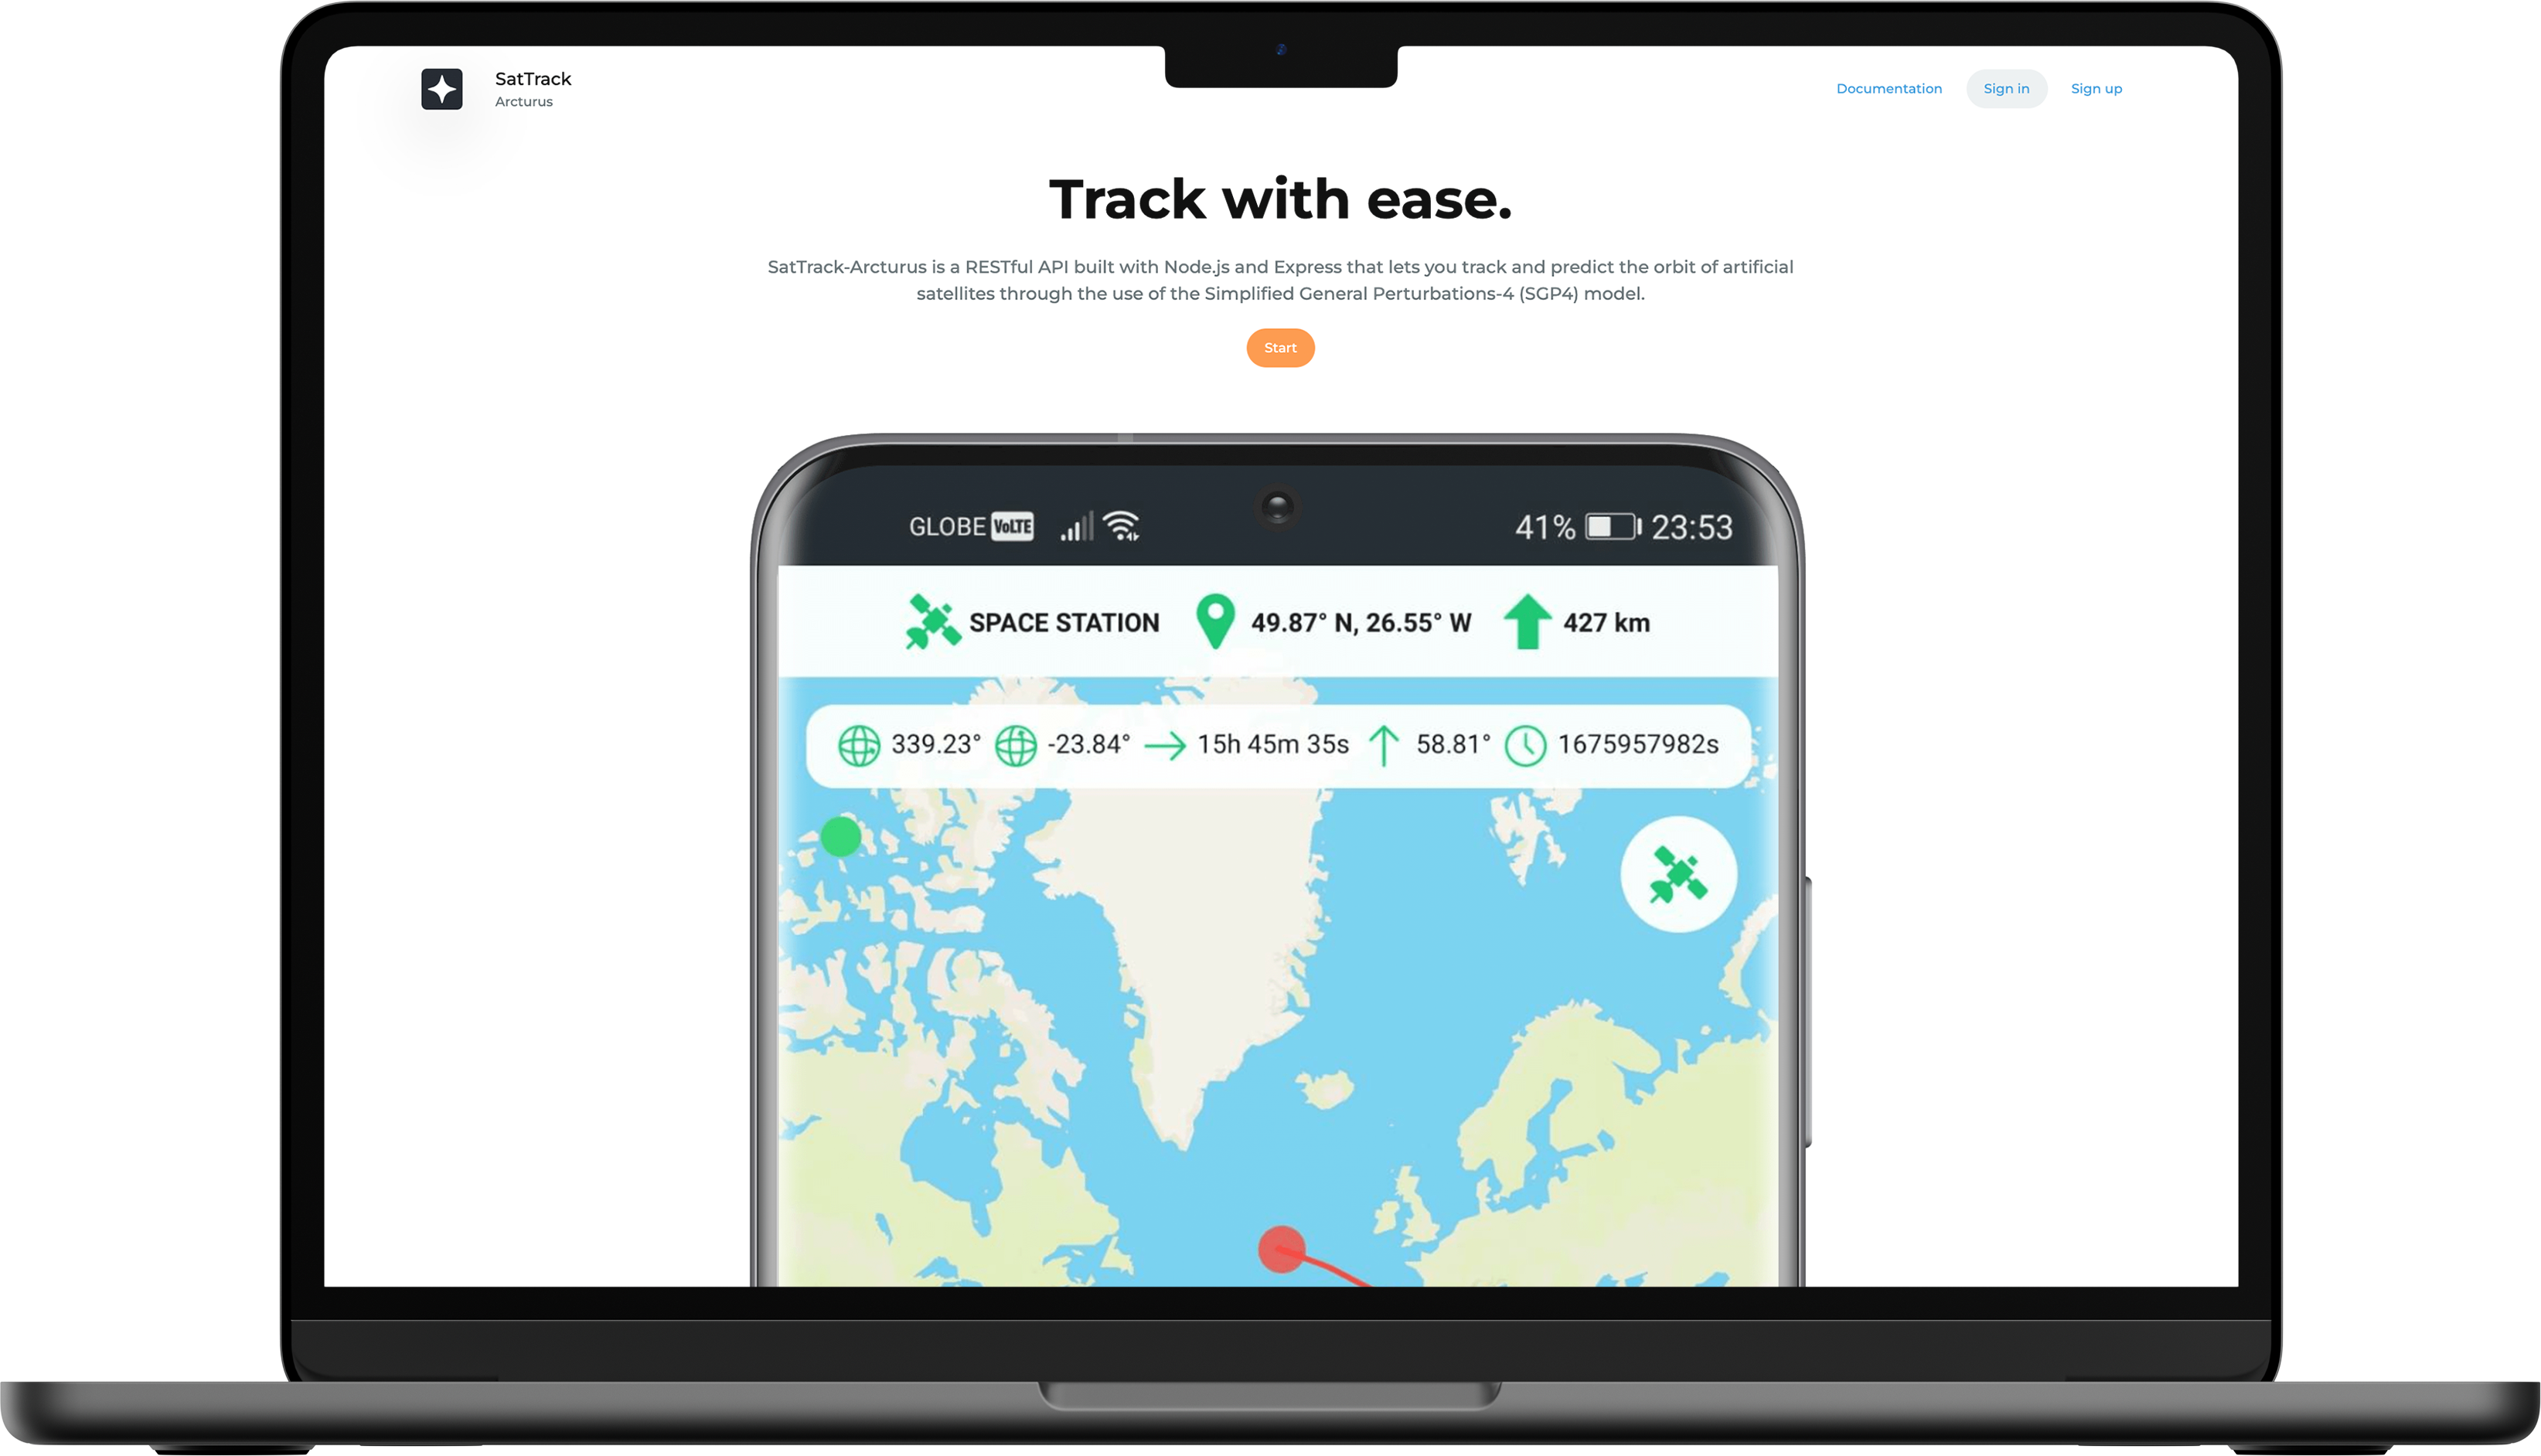 SatTrack
Arcturus
Documentation Sign in Sign up
Track with ease.
SatTrack-Arcturus is a RESTful API built with Node.js and Express that lets you track and predict the orbit of artificial
satellites through the use of the Simplified General Perturbations-4 (SGP4) model.
Start
GLOBE VoLTE 41% 23:53
SPACE STATION 49.87° N, 26.55° W 427 km
339.23° -23.84° 15h 45m 35s 58.81° 1675957982s